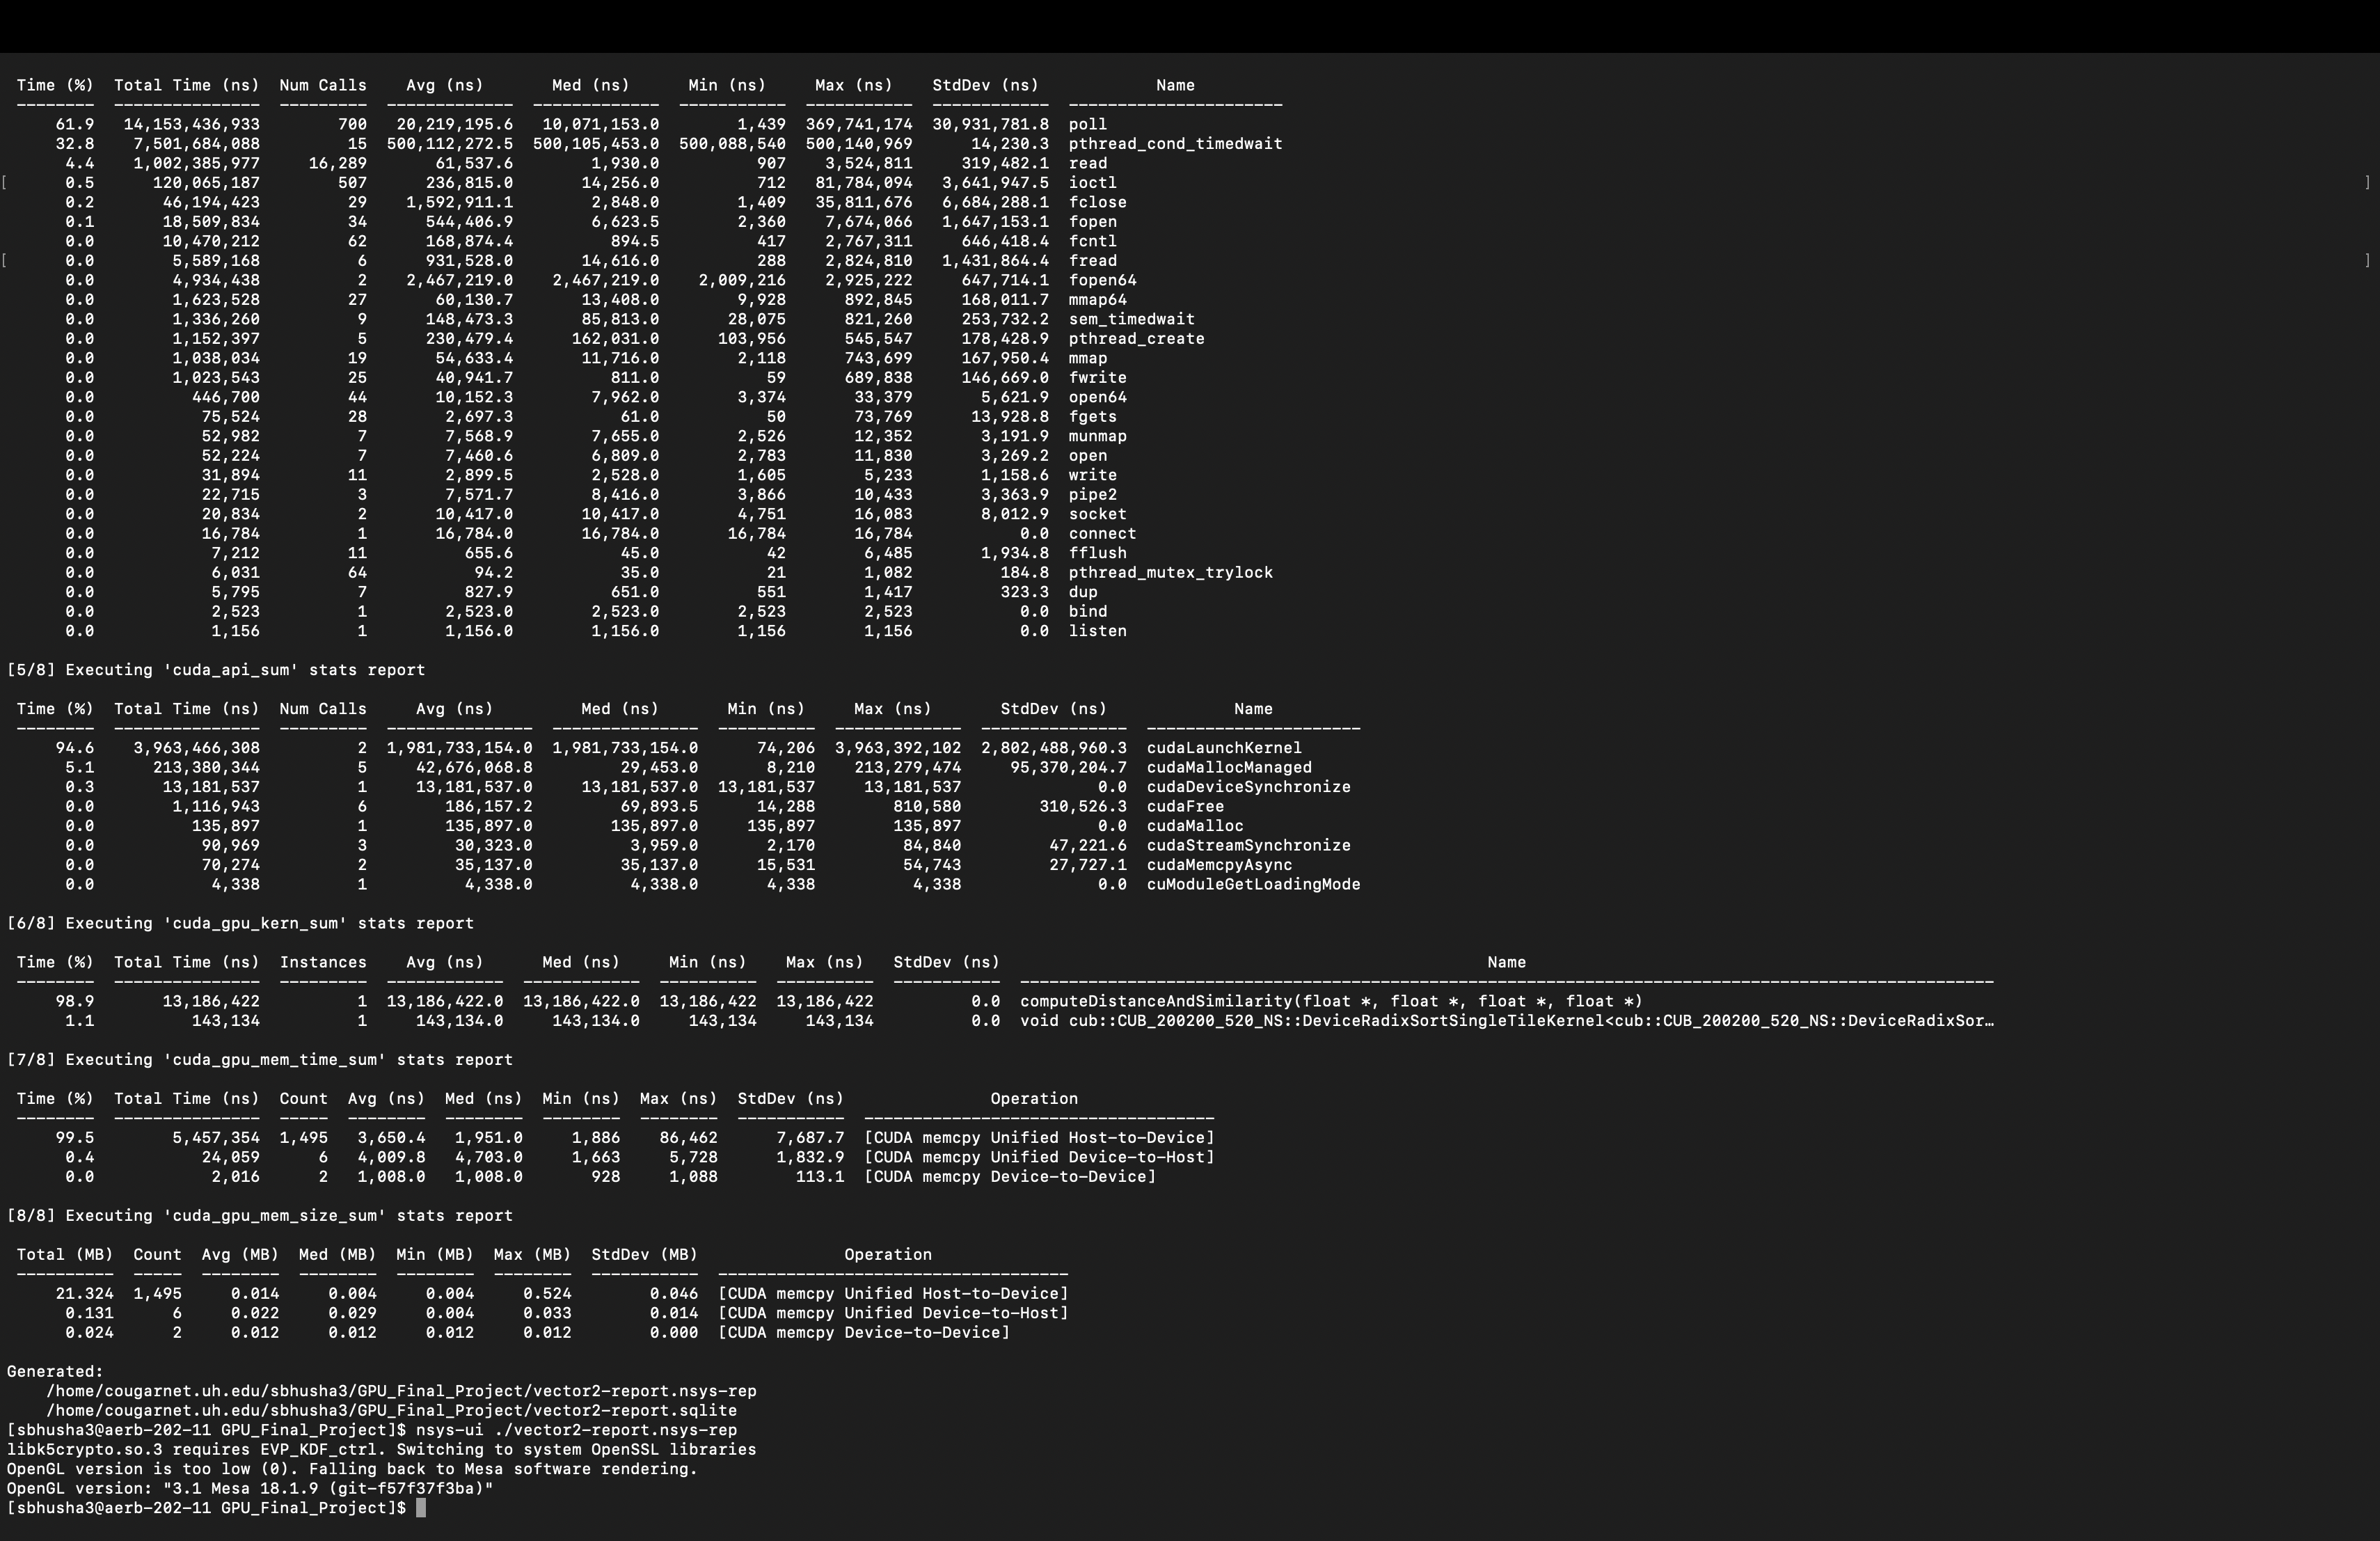 Time (%)  Total Time (ns)  Num Calls    Avg (ns)       Med (ns)      Min (ns)     Max (ns)    StdDev (ns)            Name
--------  ---------------  ---------  -------------  -------------  -----------  -----------  ------------  ----------------------
61.9   14,153,436,933        700   20,219,195.6   10,071,153.0        1,439  369,741,174  30,931,781.8  poll
32.8    7,501,684,088         15  500,112,272.5  500,105,453.0  500,088,540  500,140,969      14,230.3  pthread_cond_timedwait
4.4    1,002,385,977     16,289       61,537.6        1,930.0          907    3,524,811     319,482.1  read
[ 0.5      120,065,187        507      236,815.0       14,256.0          712   81,784,094   3,641,947.5  ioctl ]
0.2       46,194,423         29    1,592,911.1        2,848.0        1,409   35,811,676   6,684,288.1  fclose
0.1       18,509,834         34      544,406.9        6,623.5        2,360    7,674,066   1,647,153.1  fopen
0.0       10,470,212         62      168,874.4          894.5          417    2,767,311     646,418.4  fcntl
[ 0.0        5,589,168          6      931,528.0       14,616.0          288    2,824,810   1,431,864.4  fread ]
0.0        4,934,438          2    2,467,219.0    2,467,219.0    2,009,216    2,925,222     647,714.1  fopen64
0.0        1,623,528         27       60,130.7       13,408.0        9,928      892,845     168,011.7  mmap64
0.0        1,336,260          9      148,473.3       85,813.0       28,075      821,260     253,732.2  sem_timedwait
0.0        1,152,397          5      230,479.4      162,031.0      103,956      545,547     178,428.9  pthread_create
0.0        1,038,034         19       54,633.4       11,716.0        2,118      743,699     167,950.4  mmap
0.0        1,023,543         25       40,941.7          811.0           59      689,838     146,669.0  fwrite
0.0          446,700         44       10,152.3        7,962.0        3,374       33,379       5,621.9  open64
0.0           75,524         28        2,697.3           61.0           50       73,769      13,928.8  fgets
0.0           52,982          7        7,568.9        7,655.0        2,526       12,352       3,191.9  munmap
0.0           52,224          7        7,460.6        6,809.0        2,783       11,830       3,269.2  open
0.0           31,894         11        2,899.5        2,528.0        1,605        5,233       1,158.6  write
0.0           22,715          3        7,571.7        8,416.0        3,866       10,433       3,363.9  pipe2
0.0           20,834          2       10,417.0       10,417.0        4,751       16,083       8,012.9  socket
0.0           16,784          1       16,784.0       16,784.0       16,784       16,784           0.0  connect
0.0            7,212         11          655.6           45.0           42        6,485       1,934.8  fflush
0.0            6,031         64           94.2           35.0           21        1,082         184.8  pthread_mutex_trylock
0.0            5,795          7          827.9          651.0          551        1,417         323.3  dup
0.0            2,523          1        2,523.0        2,523.0        2,523        2,523           0.0  bind
0.0            1,156          1        1,156.0        1,156.0        1,156        1,156           0.0  listen
[5/8] Executing 'cuda_api_sum' stats report
Time (%)  Total Time (ns)  Num Calls     Avg (ns)         Med (ns)       Min (ns)     Max (ns)       StdDev (ns)             Name
--------  ---------------  ---------  ---------------  ---------------  ----------  -------------  ---------------  ----------------------
94.6    3,963,466,308          2  1,981,733,154.0  1,981,733,154.0      74,206  3,963,392,102  2,802,488,960.3  cudaLaunchKernel
5.1      213,380,344          5     42,676,068.8         29,453.0       8,210    213,279,474     95,370,204.7  cudaMallocManaged
0.3       13,181,537          1     13,181,537.0     13,181,537.0  13,181,537     13,181,537              0.0  cudaDeviceSynchronize
0.0        1,116,943          6        186,157.2         69,893.5      14,288        810,580        310,526.3  cudaFree
0.0          135,897          1        135,897.0        135,897.0     135,897        135,897              0.0  cudaMalloc
0.0           90,969          3         30,323.0          3,959.0       2,170         84,840         47,221.6  cudaStreamSynchronize
0.0           70,274          2         35,137.0         35,137.0      15,531         54,743         27,727.1  cudaMemcpyAsync
0.0            4,338          1          4,338.0          4,338.0       4,338          4,338              0.0  cuModuleGetLoadingMode
[6/8] Executing 'cuda_gpu_kern_sum' stats report
Time (%)  Total Time (ns)  Instances    Avg (ns)      Med (ns)     Min (ns)    Max (ns)   StdDev (ns)  Name
--------  ---------------  ---------  ------------  ------------  ----------  ----------  -----------  ----------------------------------------------------------------------------------------------------
98.9       13,186,422          1  13,186,422.0  13,186,422.0  13,186,422  13,186,422          0.0  computeDistanceAndSimilarity(float *, float *, float *, float *)
1.1          143,134          1     143,134.0     143,134.0     143,134     143,134          0.0  void cub::CUB_200200_520_NS::DeviceRadixSortSingleTileKernel<cub::CUB_200200_520_NS::DeviceRadixSor…
[7/8] Executing 'cuda_gpu_mem_time_sum' stats report
Time (%)  Total Time (ns)  Count  Avg (ns)  Med (ns)  Min (ns)  Max (ns)  StdDev (ns)               Operation
--------  ---------------  -----  --------  --------  --------  --------  -----------  ------------------------------------
99.5        5,457,354  1,495   3,650.4   1,951.0     1,886    86,462      7,687.7  [CUDA memcpy Unified Host-to-Device]
0.4           24,059      6   4,009.8   4,703.0     1,663     5,728      1,832.9  [CUDA memcpy Unified Device-to-Host]
0.0            2,016      2   1,008.0   1,008.0       928     1,088        113.1  [CUDA memcpy Device-to-Device]
[8/8] Executing 'cuda_gpu_mem_size_sum' stats report
Total (MB)  Count  Avg (MB)  Med (MB)  Min (MB)  Max (MB)  StdDev (MB)               Operation
----------  -----  --------  --------  --------  --------  -----------  ------------------------------------
21.324  1,495     0.014     0.004     0.004     0.524        0.046  [CUDA memcpy Unified Host-to-Device]
0.131      6     0.022     0.029     0.004     0.033        0.014  [CUDA memcpy Unified Device-to-Host]
0.024      2     0.012     0.012     0.012     0.012        0.000  [CUDA memcpy Device-to-Device]
Generated:
/home/cougarnet.uh.edu/sbhusha3/GPU_Final_Project/vector2-report.nsys-rep
/home/cougarnet.uh.edu/sbhusha3/GPU_Final_Project/vector2-report.sqlite
[sbhusha3@aerb-202-11 GPU_Final_Project]$ nsys-ui ./vector2-report.nsys-rep
libk5crypto.so.3 requires EVP_KDF_ctrl. Switching to system OpenSSL libraries
OpenGL version is too low (0). Falling back to Mesa software rendering.
OpenGL version: "3.1 Mesa 18.1.9 (git-f57f37f3ba)"
[sbhusha3@aerb-202-11 GPU_Final_Project]$